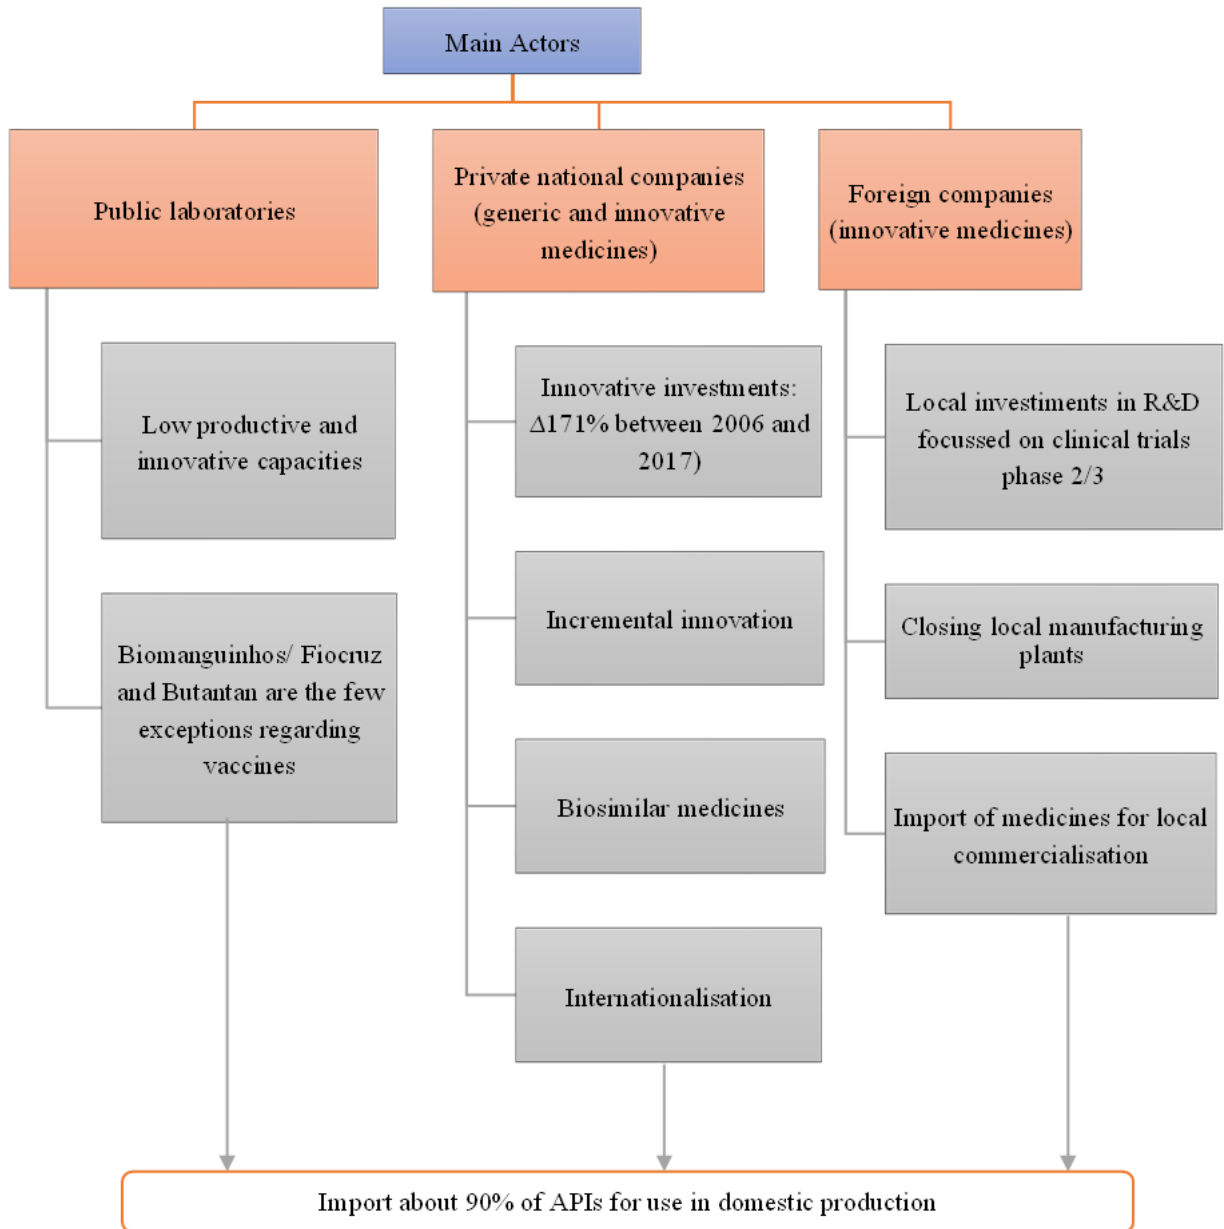 Main Actors
Public laboratories
Private national companies
(generic and innovative
medicines)
Foreign companies
(innovative medicines)
Low productive and
innovative capacities
Biomanguinhos/ Fiocruz
and Butantan are the few
exceptions regarding
vaccines
Innovative investments:
Δ171% between 2006 and
2017)
Incremental innovation
Biosimilar medicines
Internationalisation
Local investiments in R&D
focussed on clinical trials
phase 2/3
Closing local manufacturing
plants
Import of medicines for local
commercialisation
Import about 90% of APIs for use in domestic production